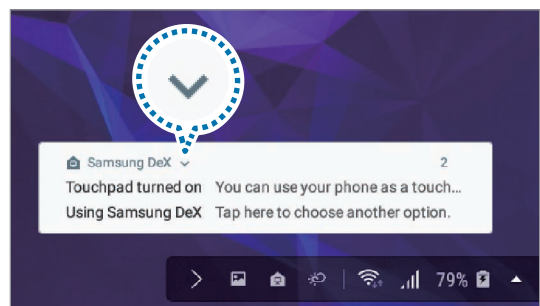 Samsung DeX 2
Touchpad turned on You can use your phone as a touch...
Using Samsung DeX Tap here to choose another option.
79%